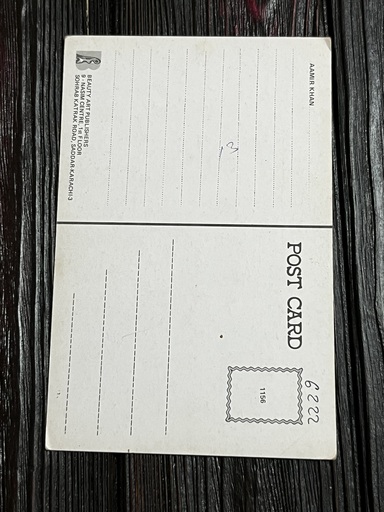 AAMIR KHAN
13
BEAUTY ART PUBLISHERS
9 - NASIM CENTRE; 1st FLOOR
SOHRAB KATRAK ROAD, SADDAR-KARACHI-3
POST CARD
6222
1156